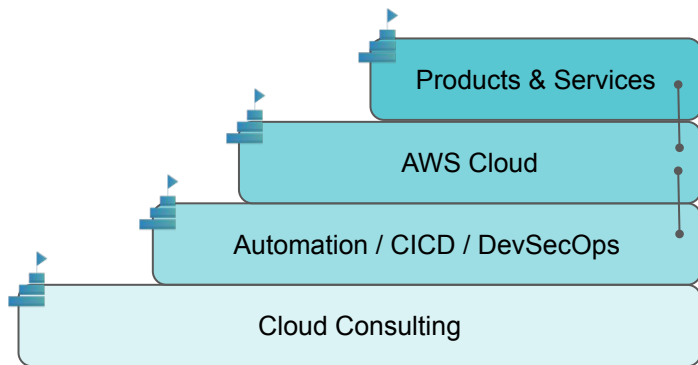 Products & Services
AWS Cloud
Automation / CICD / DevSecOps
Cloud Consulting